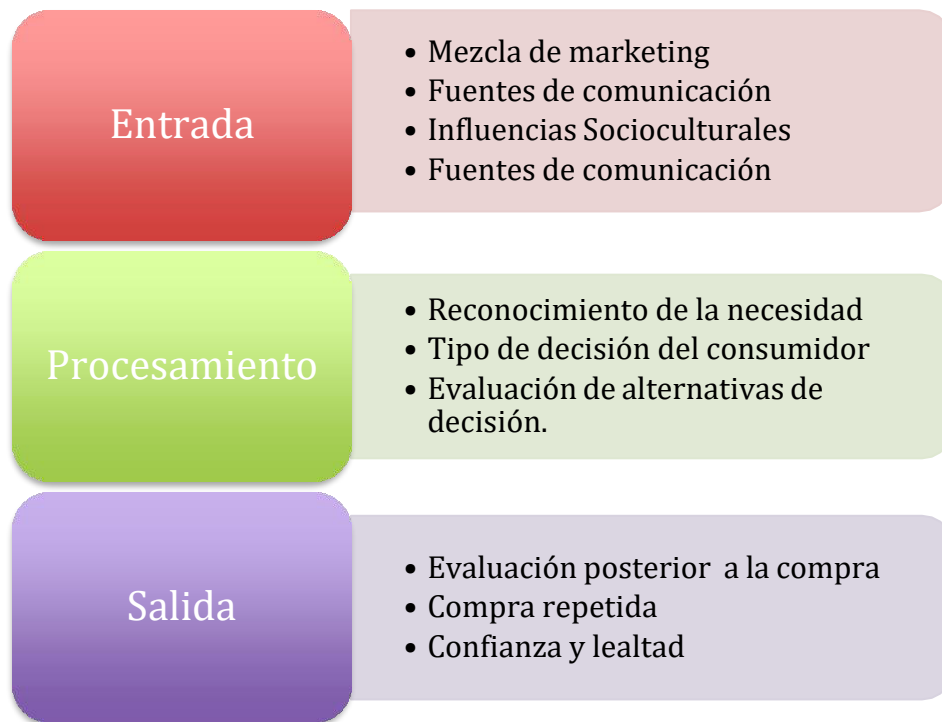 Entrada
• Mezcla de marketing
• Fuentes de comunicación
• Influencias Socioculturales
• Fuentes de comunicación
Procesamiento
• Reconocimiento de la necesidad
• Tipo de decisión del consumidor
• Evaluación de alternativas de
decisión.
Salida
• Evaluación posterior  a la compra
• Compra repetida
• Confianza y lealtad